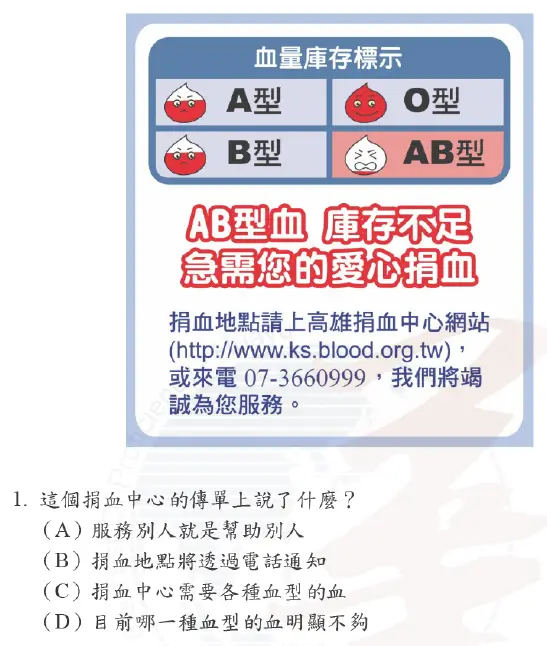 血量庫存標示
A型 O型
B型 AB型
AB型血 庫存不足
急需您的愛心捐血
捐血地點請上高雄捐血中心網站
(http://www.ks.blood.org.tw)，
或來電 07-3660999，我們將竭
誠為您服務。
1. 這個捐血中心的傳單上說了什麼？
（A）服務別人就是幫助別人
（B）捐血地點將透過電話通知
（C）捐血中心需要各種血型的血
（D）目前哪一種血型的血明顯不夠